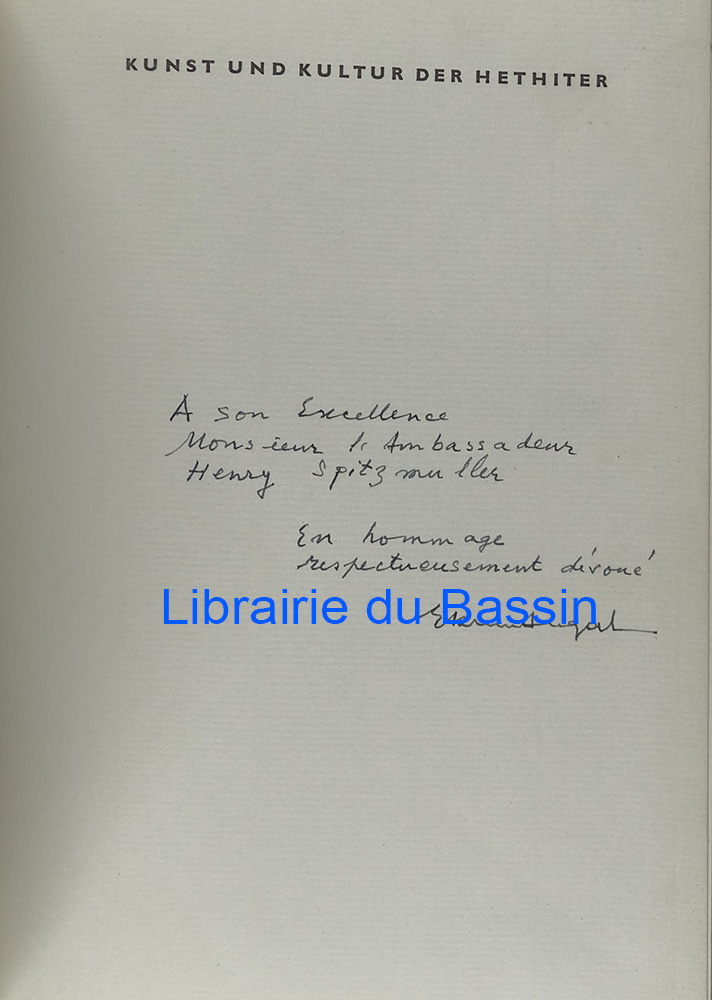 KUNST UND KULTUR DER HETHITER
A son Excellence
Monsieur l'Ambassadeur
Henry Spitzmuller
En hommage
respectueusement dévoué
Librairie du Bassin